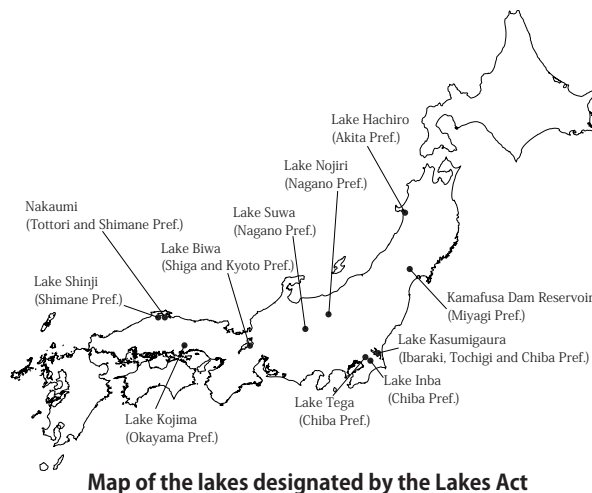 Lake Hachiro
(Akita Pref.)
Lake Nojiri
(Nagano Pref.)
Nakaumi
(Tottori and Shimane Pref.)
Lake Suwa
(Nagano Pref.)
Lake Biwa
(Shiga and Kyoto Pref.)
Lake Shinji
(Shimane Pref.)
Kamafusa Dam Reservoir
(Miyagi Pref.)
Lake Kasumigaura
(Ibaraki, Tochigi and Chiba Pref.)
Lake Inba
(Chiba Pref.)
Lake Tega
(Chiba Pref.)
Lake Kojima
(Okayama Pref.)
Map of the lakes designated by the Lakes Act